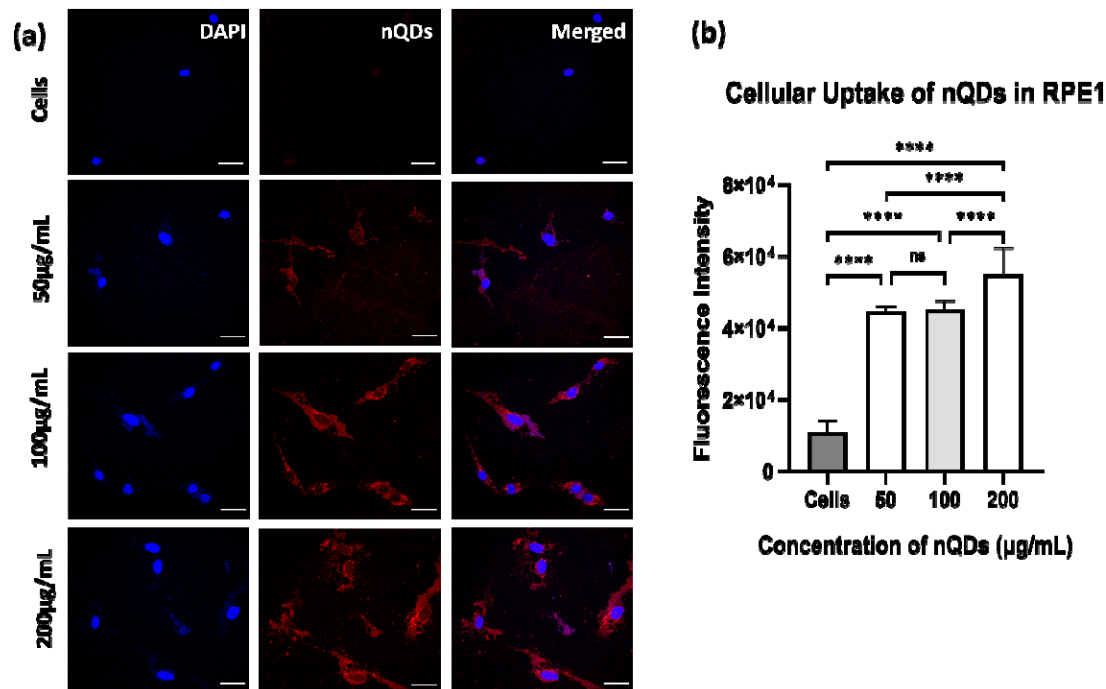 (a)
DAPI
nQDs
Merged
Cells
50µg/mL
100µg/mL
200µg/mL
(b)
Cellular Uptake of nQDs in RPE1
****
****
****
****
****
ns
Fluorescence Intensity
8×10⁴
6×10⁴
4×10⁴
2×10⁴
0
Cells
50
100
200
Concentration of nQDs (µg/mL)